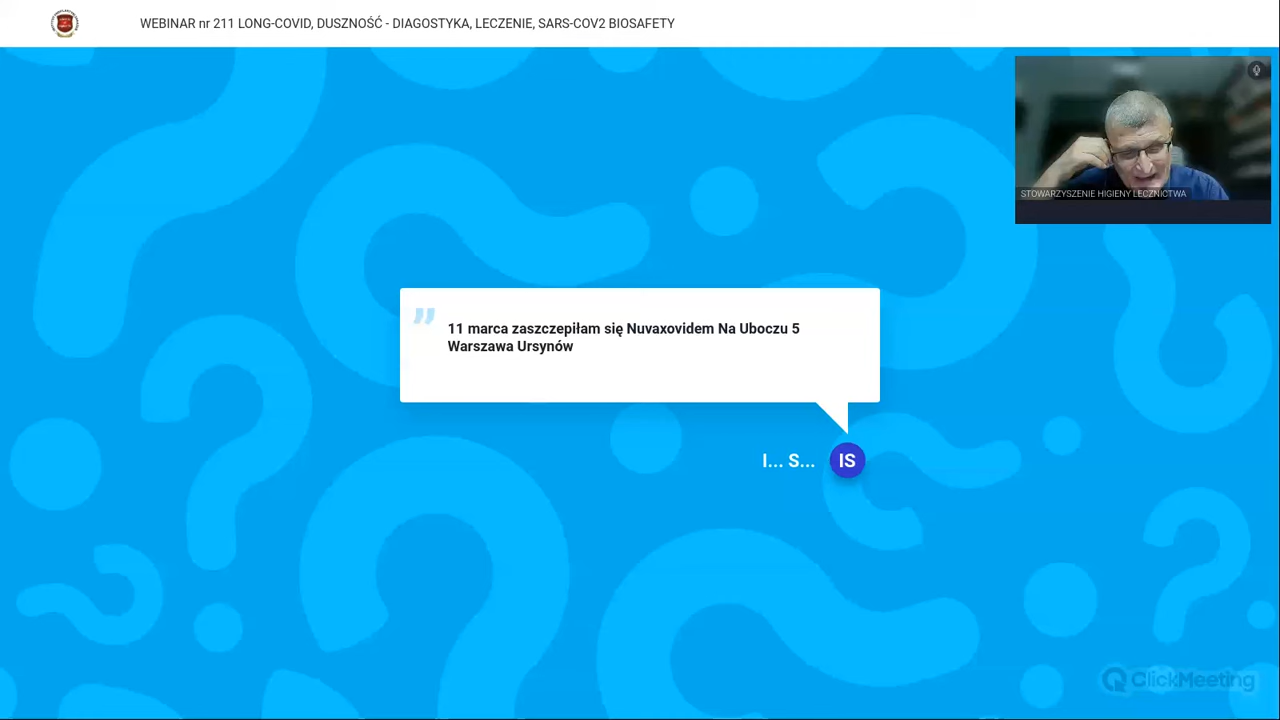 WEBINAR nr 211 LONG-COVID, DUSZNOŚĆ - DIAGOSTYKA, LECZENIE, SARS-COV2 BIOSAFETY
STOWARZYSZENIE HIGIENY LECZNICTWA
11 marca zaszczepiłam się Nuvaxovidem Na Uboczu 5
Warszawa Ursynów
I... S... IS
ClickMeeting